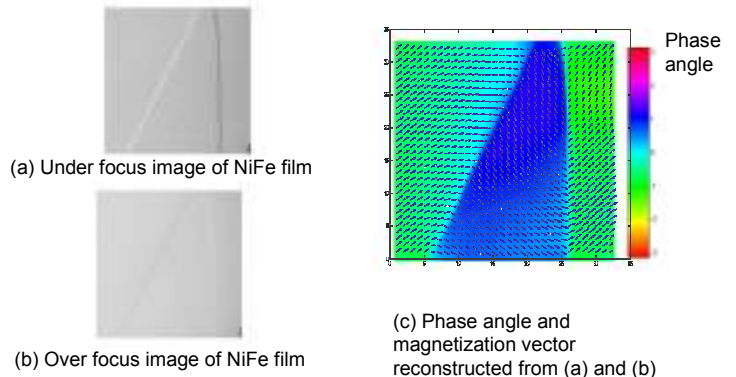 Phase
angle
(a) Under focus image of NiFe film
(b) Over focus image of NiFe film
(c) Phase angle and
magnetization vector
reconstructed from (a) and (b)